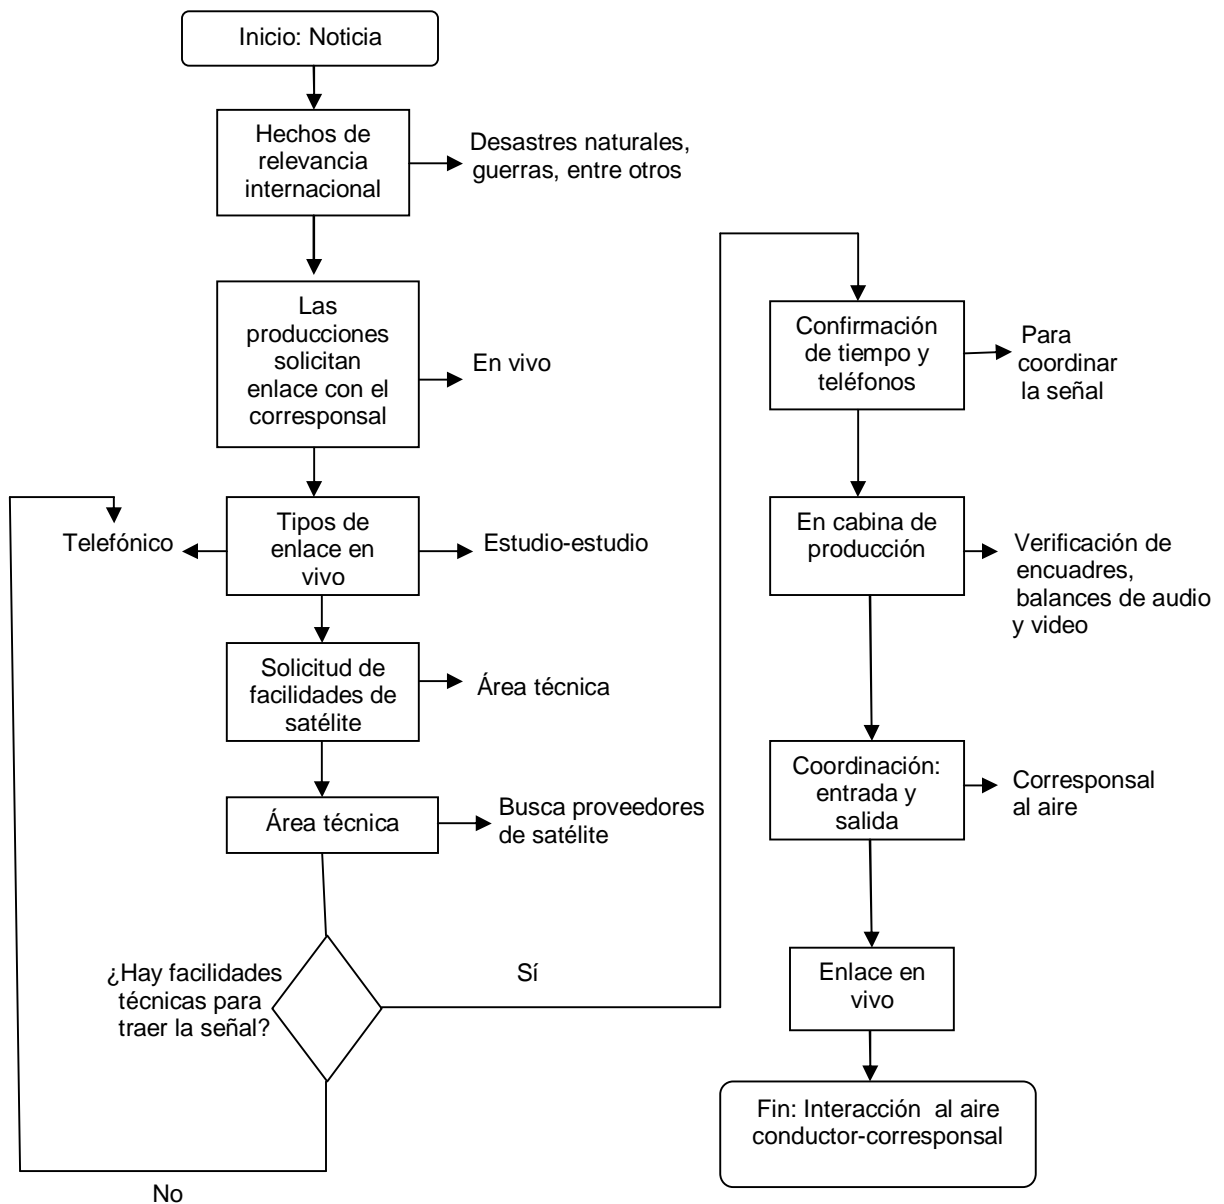 Inicio: Noticia
Hechos de
relevancia
internacional
Desastres naturales,
guerras, entre otros
Las
producciones
solicitan
enlace con el
corresponsal
En vivo
Tipos de
enlace en
vivo
Telefónico
Estudio-estudio
Solicitud de
facilidades de
satélite
Área técnica
Área técnica
Busca proveedores
de satélite
¿Hay facilidades
técnicas para
traer la señal?
Sí
No
Confirmación
de tiempo y
teléfonos
Para
coordinar
la señal
En cabina de
producción
Verificación de
encuadres,
balances de audio
y video
Coordinación:
entrada y
salida
Corresponsal
al aire
Enlace en
vivo
Fin: Interacción al aire
conductor-corresponsal